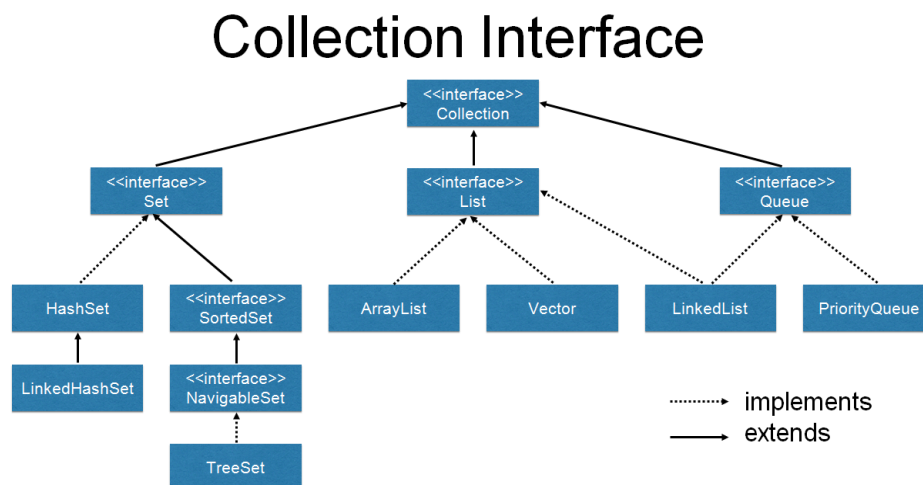 Collection Interface
<<interface>>
Collection
<<interface>>
Set
<<interface>>
List
<<interface>>
Queue
HashSet
<<interface>>
SortedSet
ArrayList
Vector
LinkedList
PriorityQueue
LinkedHashSet
<<interface>>
NavigableSet
TreeSet
implements
extends